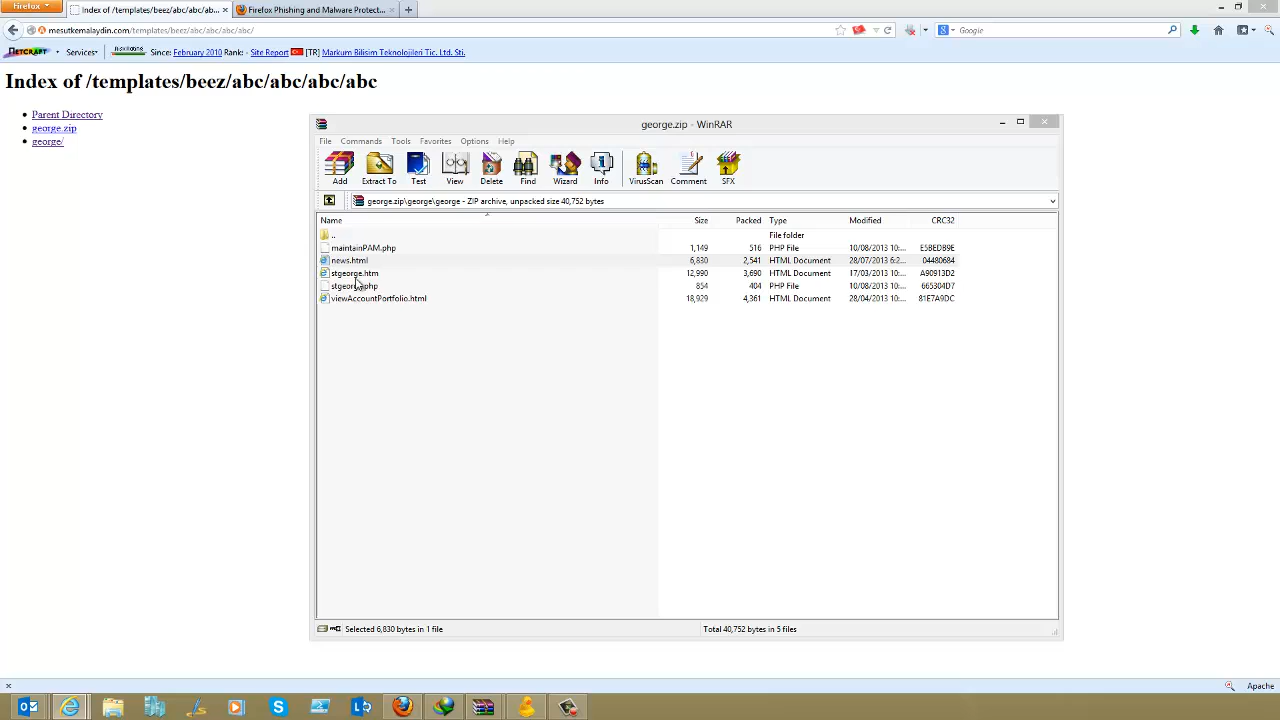 Firefox
Index of /templates/beez/abc/abc/abc/ab...
Firefox Phishing and Malware Protect...
mesutkemalaydin.com/templates/beez/abc/abc/abc/abc/
Google
NETCRAFT Services Since: February 2010 Rank: - Site Report [TR] Markum Bilisim Teknolojileri Tic. Ltd. Sti.
Index of /templates/beez/abc/abc/abc/abc
Parent Directory
george.zip
george/
george.zip - WinRAR
File Commands Tools Favorites Options Help
Add Extract To Test View Delete Find Wizard Info VirusScan Comment SFX
george.zip\george\george - ZIP archive, unpacked size 40,752 bytes
Name Size Packed Type Modified CRC32
.. File folder
maintainPAM.php 1,149 516 PHP File 10/08/2013 10:... E5BEDB9E
news.html 6,830 2,541 HTML Document 28/07/2013 6:2... 04480684
stgeorge.htm 12,990 3,690 HTML Document 17/03/2013 10:... A90913D2
stgeorge.php 854 404 PHP File 10/08/2013 10:... 665304D7
viewAccountPortfolio.html 18,929 4,361 HTML Document 28/04/2013 10:... 81E7A9DC
Selected 6,830 bytes in 1 file
Total 40,752 bytes in 5 files
Apache